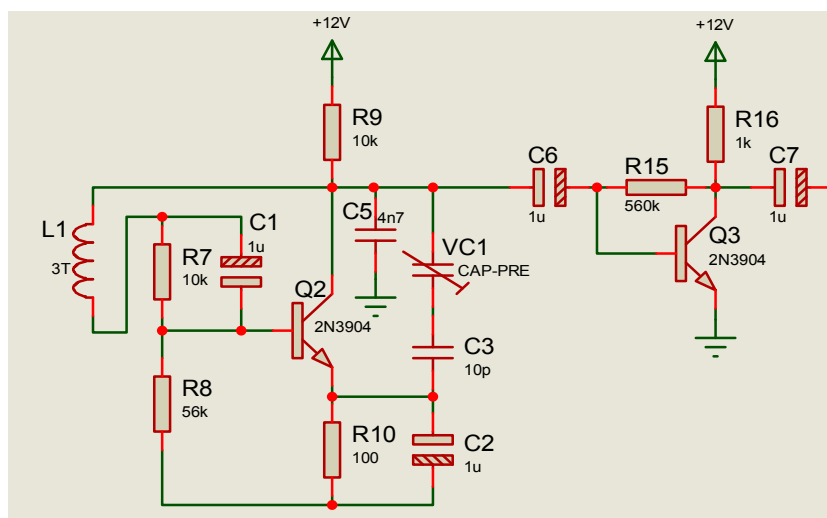 +12V
+12V
R9
10k
R16
1k
C6
1u
R15
560k
C7
1u
L1
3T
C1
1u
R7
10k
C5
4n7
VC1
CAP-PRE
Q3
2N3904
Q2
2N3904
C3
10p
R8
56k
R10
100
C2
1u